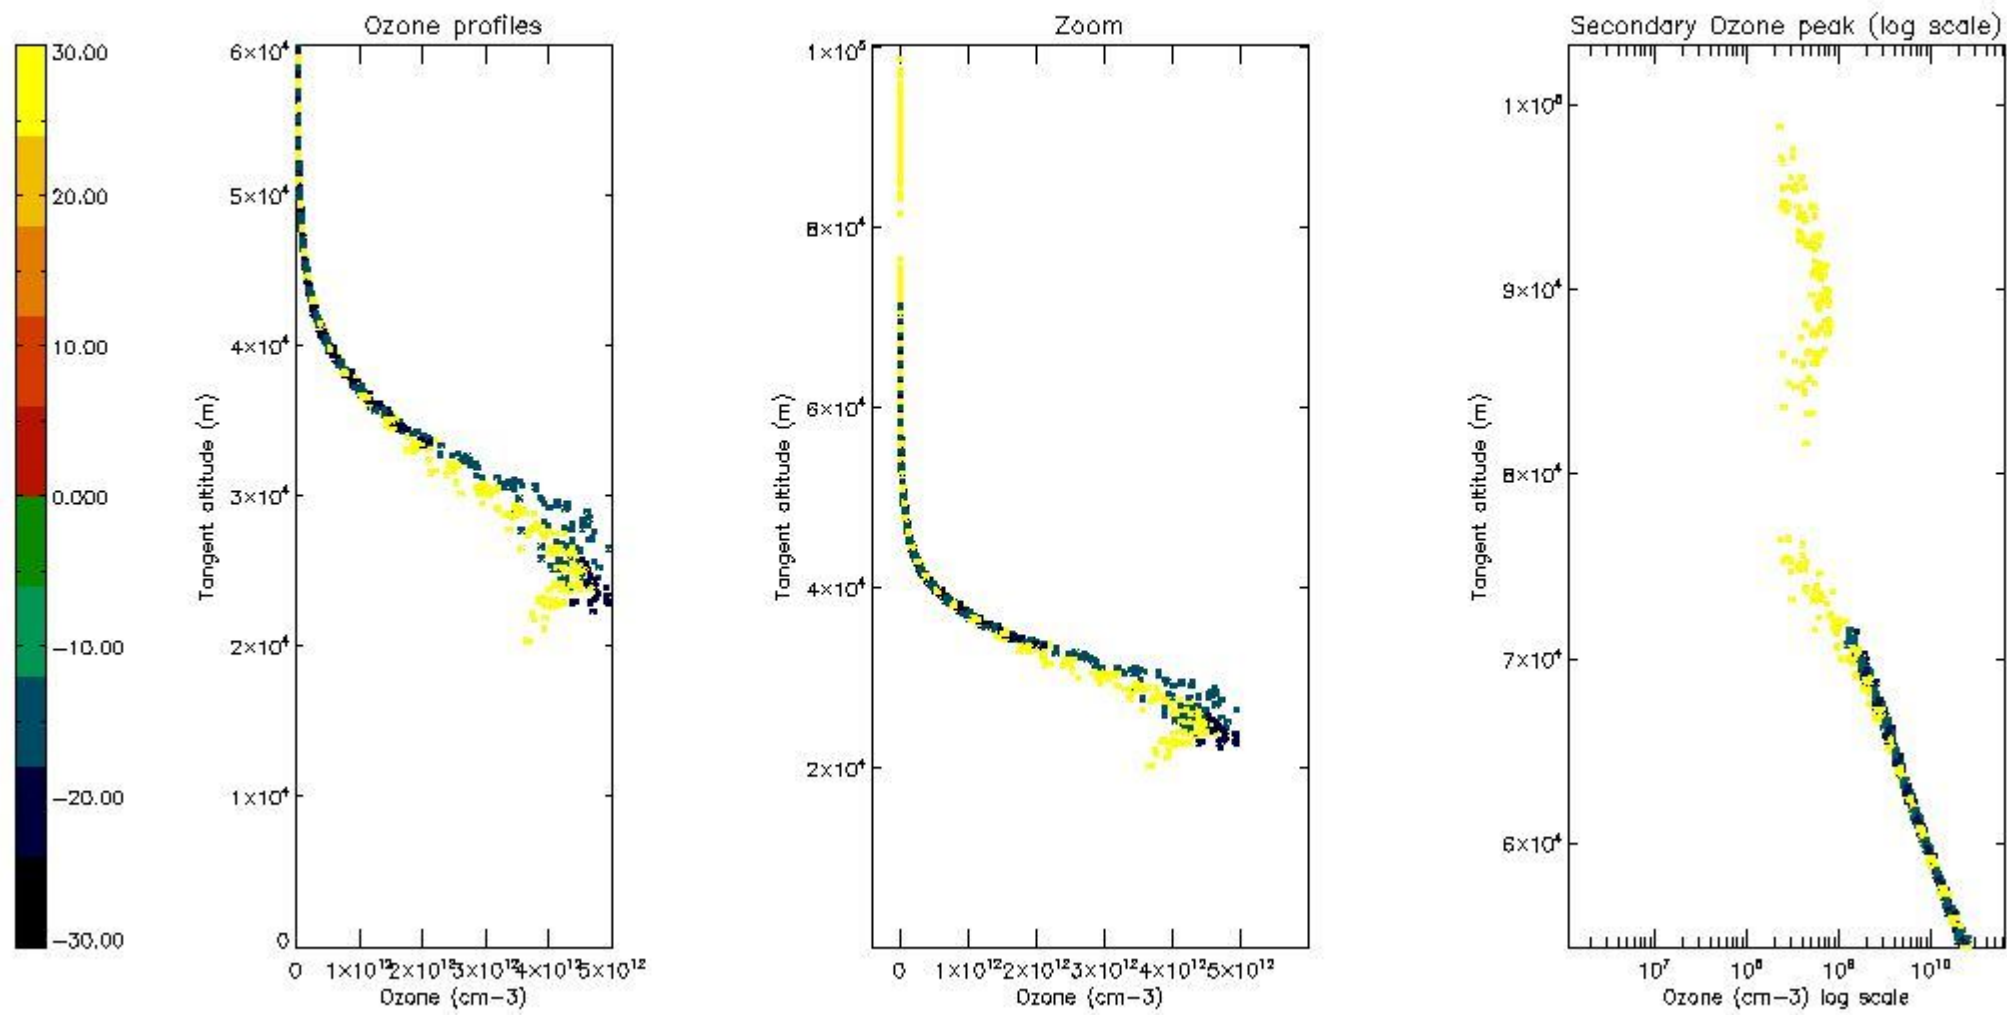 Ozone profiles
Zoom
Secondary Ozone peak (log scale)
30.00
20.00
10.00
0.000
-10.00
-20.00
-30.00
6×10⁴
5×10⁴
4×10⁴
3×10⁴
2×10⁴
1×10⁴
0
Tangent altitude (m)
0 1×10¹² 2×10¹² 3×10¹² 4×10¹² 5×10¹²
Ozone (cm-3)
1×10⁵
8×10⁴
6×10⁴
4×10⁴
2×10⁴
Tangent altitude (m)
0 1×10¹² 2×10¹² 3×10¹² 4×10¹² 5×10¹²
Ozone (cm-3)
1×10⁵
9×10⁴
8×10⁴
7×10⁴
6×10⁴
Tangent altitude (m)
10⁷ 10⁸ 10⁹ 10¹⁰
Ozone (cm-3) log scale